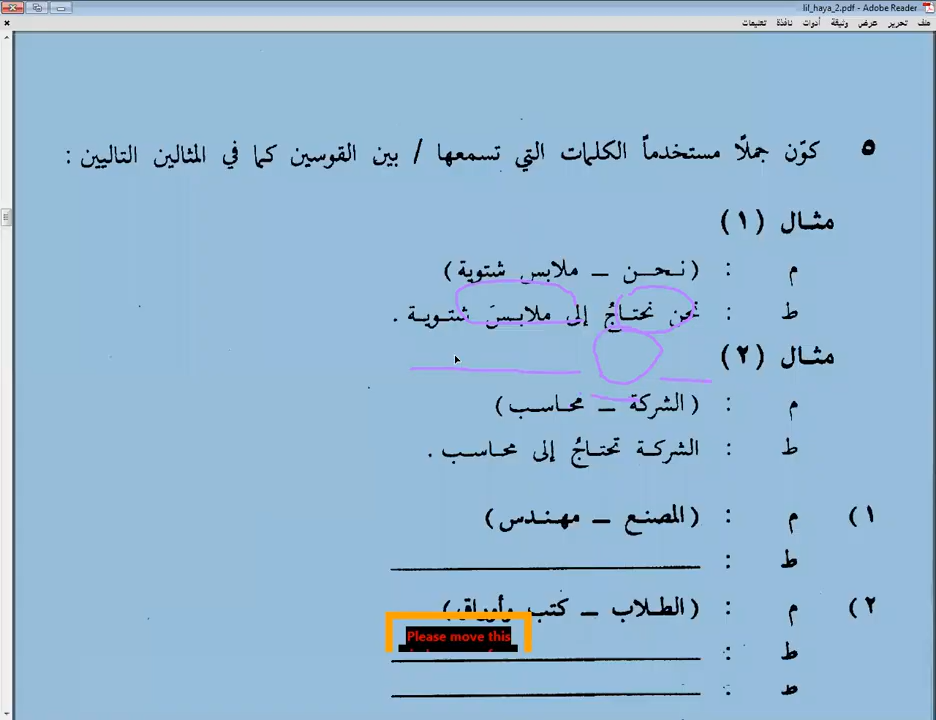 lil_haya_2.pdf - Adobe Reader
ملف تحرير عرض وثيقة أدوات نافذة تعليمات
٥ كوّن جملًا مستخدماً الكلمات التي تسمعها / بين القوسين كما في المثالين التاليين :
مثال (١)
م : (نحن – ملابس شتوية)
ط : نحن نحتاجُ إلى ملابسَ شتوية .
مثال (٢)
م : (الشركة – محاسب)
ط : الشركة تحتاجُ إلى محاسب .
١) م : (المصنع – مهندس)
ط :
٢) م : (الطلاب – كتب وأوراق)
Please move this
ط :
ط :